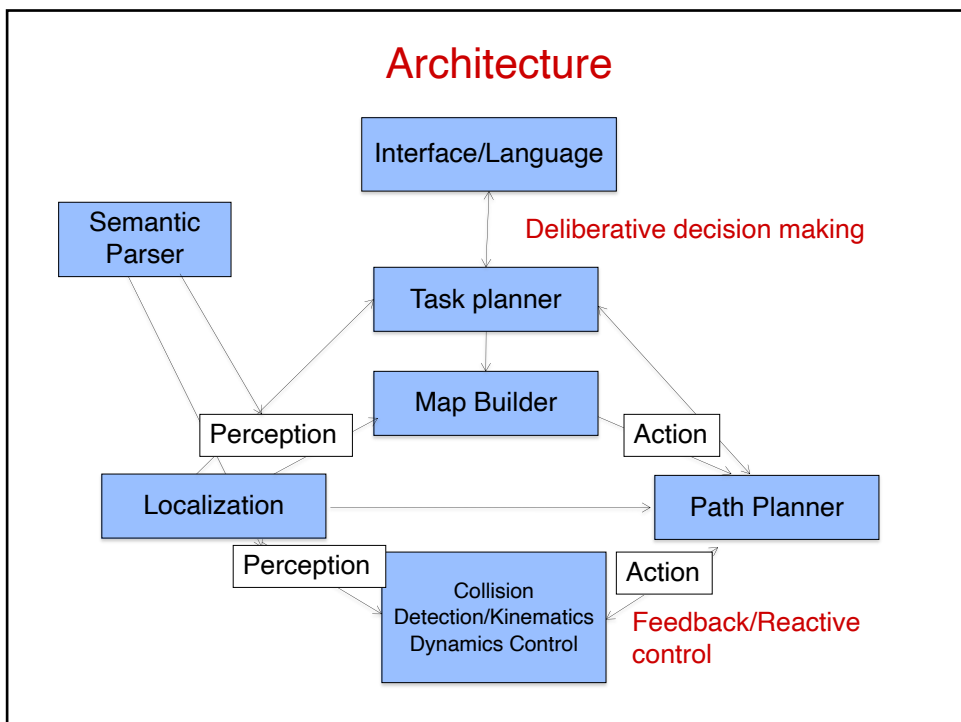 Architecture
Interface/Language
Semantic
Parser
Deliberative decision making
Task planner
Map Builder
Perception
Action
Localization
Path Planner
Perception
Action
Collision
Detection/Kinematics
Dynamics Control
Feedback/Reactive
control